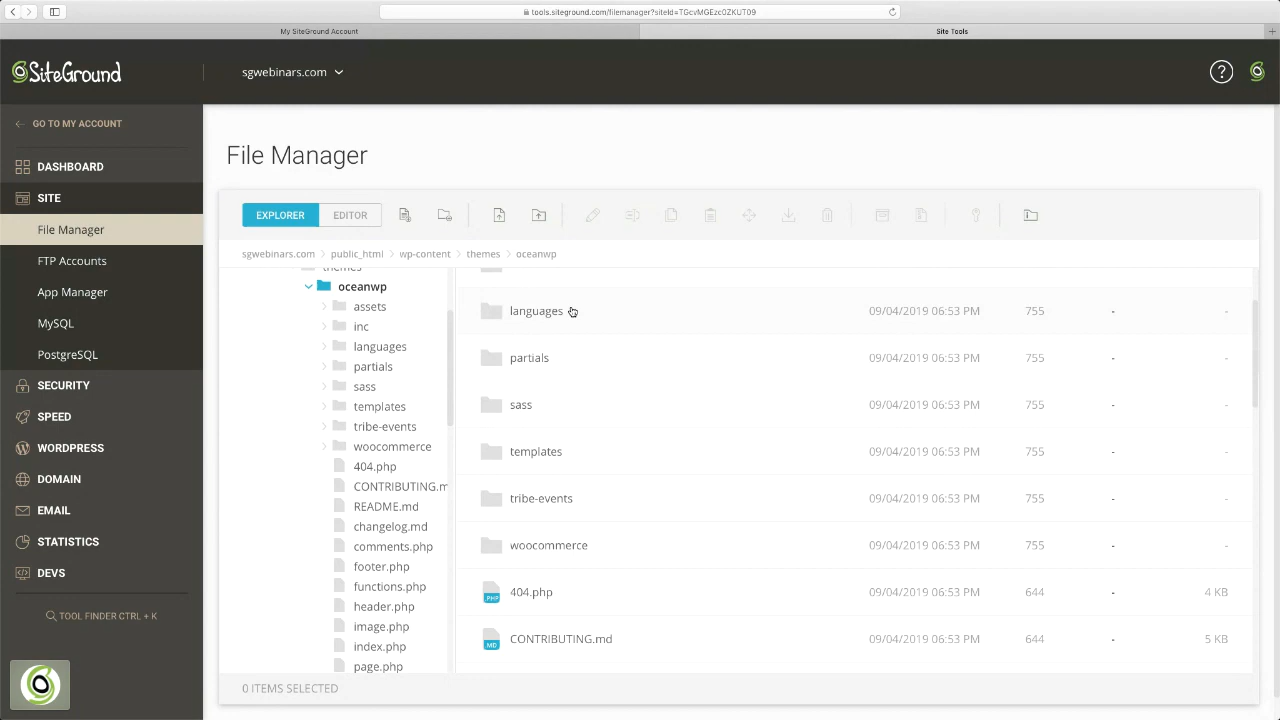 tools.siteground.com/filemanager?siteId=TGcvMGEzc0ZKUT09
My SiteGround Account
Site Tools
SiteGround
sgwebinars.com
GO TO MY ACCOUNT
DASHBOARD
SITE
File Manager
FTP Accounts
App Manager
MySQL
PostgreSQL
SECURITY
SPEED
WORDPRESS
DOMAIN
EMAIL
STATISTICS
DEVS
TOOL FINDER CTRL + K
File Manager
EXPLORER EDITOR
sgwebinars.com > public_html > wp-content > themes > oceanwp
themes
oceanwp
assets
inc
languages
partials
sass
templates
tribe-events
woocommerce
404.php
CONTRIBUTING.m
README.md
changelog.md
comments.php
footer.php
functions.php
header.php
image.php
index.php
page.php
languages 09/04/2019 06:53 PM 755 - -
partials 09/04/2019 06:53 PM 755 - -
sass 09/04/2019 06:53 PM 755 - -
templates 09/04/2019 06:53 PM 755 - -
tribe-events 09/04/2019 06:53 PM 755 - -
woocommerce 09/04/2019 06:53 PM 755 - -
PHP 404.php 09/04/2019 06:53 PM 644 - 4 KB
MD CONTRIBUTING.md 09/04/2019 06:53 PM 644 - 5 KB
0 ITEMS SELECTED